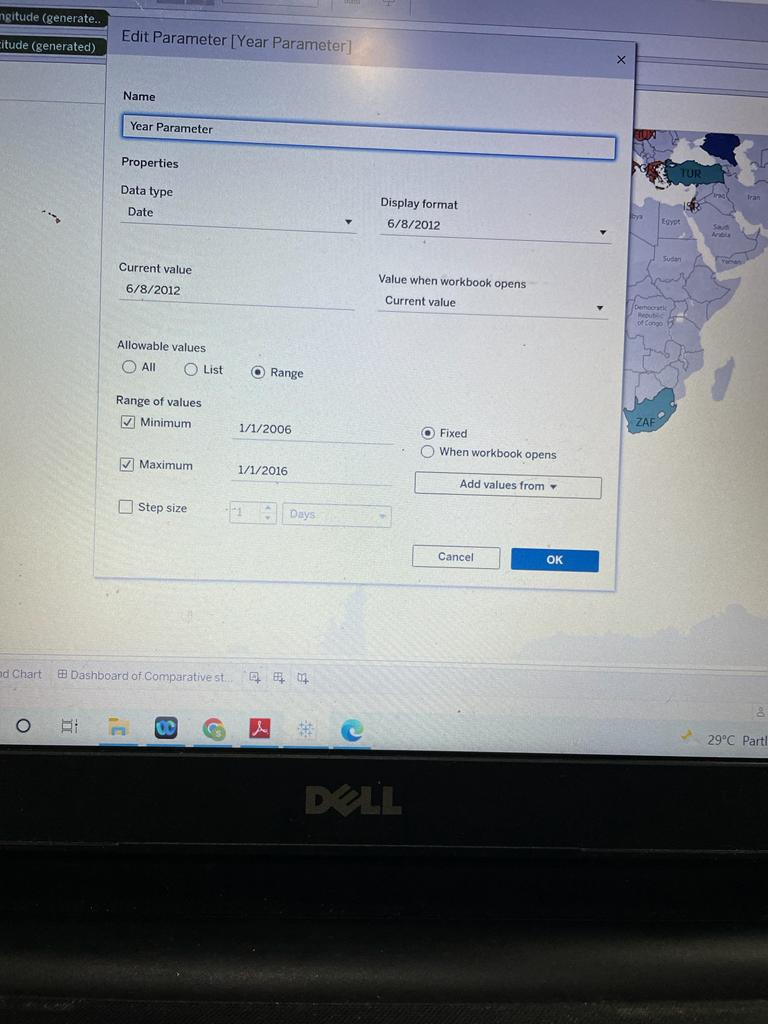 ngitude (generate..
titude (generated)
Edit Parameter [Year Parameter]
Name
Year Parameter
Properties
Data type
Date
Display format
6/8/2012
Current value
6/8/2012
Value when workbook opens
Current value
Allowable values
All
List
Range
Range of values
Minimum
1/1/2006
Maximum
1/1/2016
Fixed
When workbook opens
Add values from
Step size
1
Days
Cancel
OK
TUR
Iraq
Iran
ISR
bya
Egypt
Saudi
Arabia
Sudan
Yemen
Democratic
Republic
of Congo
ZAF
nd Chart
Dashboard of Comparative st...
29°C Partl
DELL